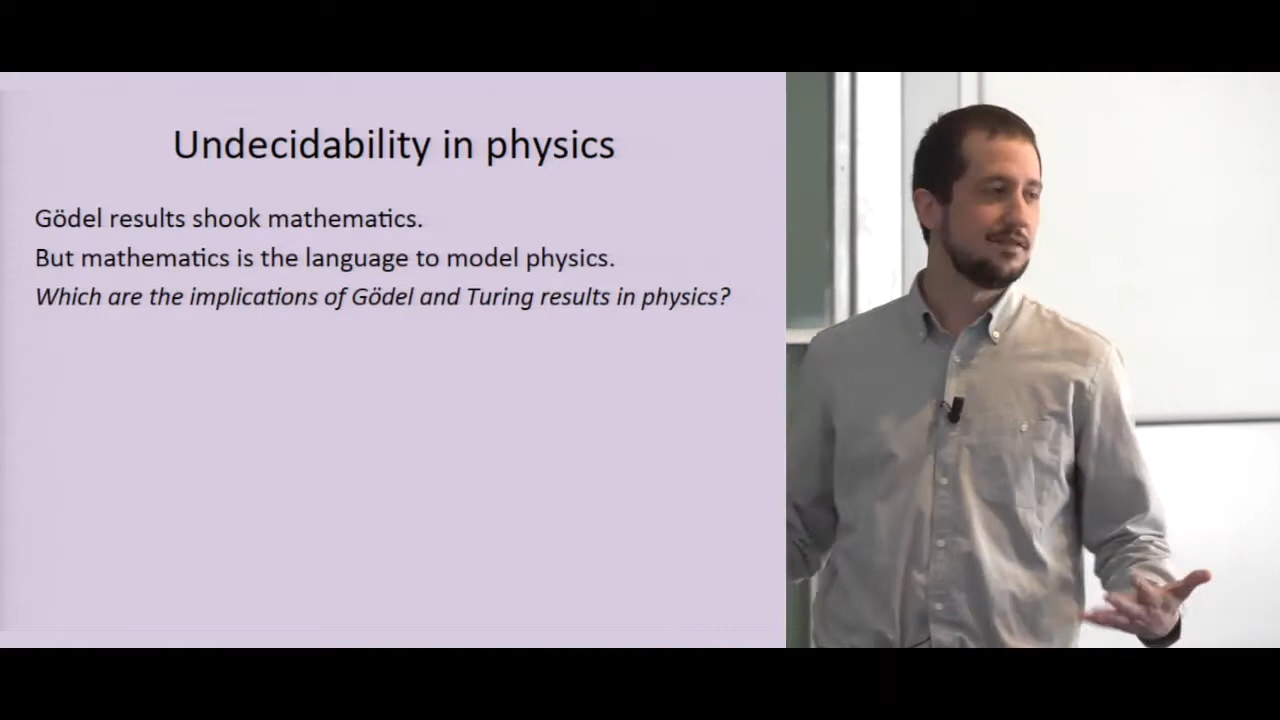 Undecidability in physics
Gödel results shook mathematics.
But mathematics is the language to model physics.
Which are the implications of Gödel and Turing results in physics?